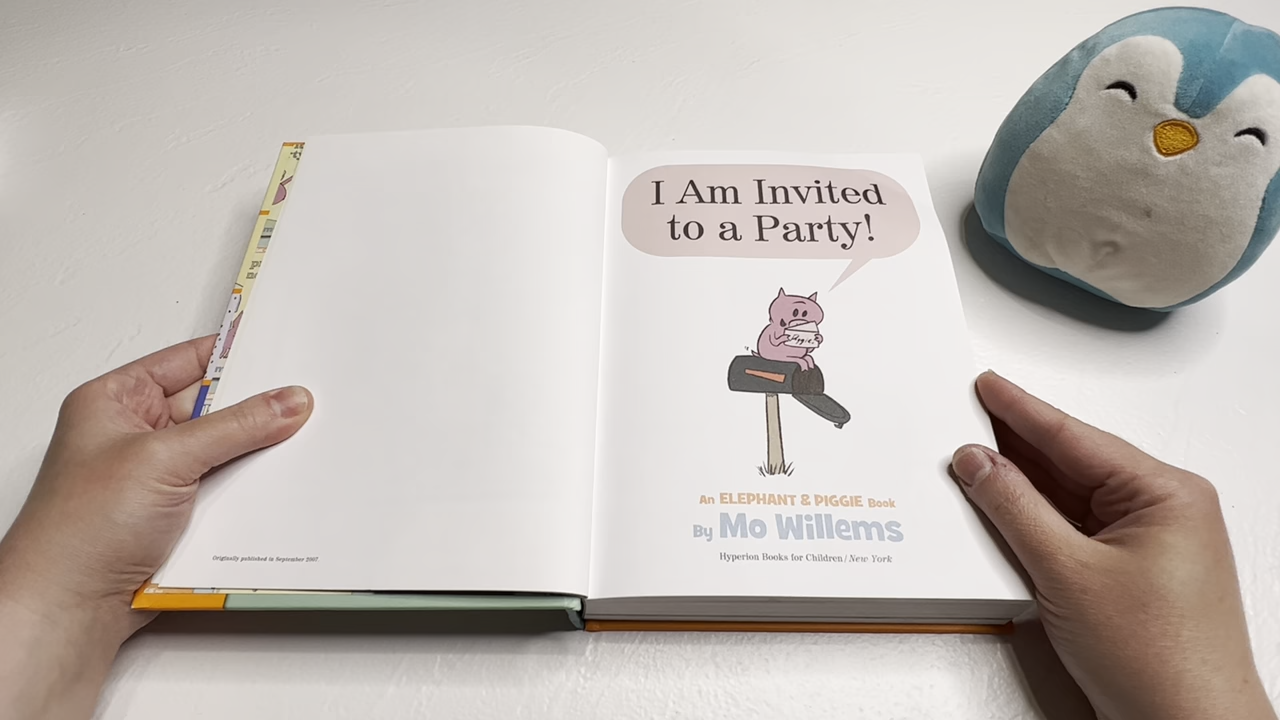 Originally published in September 2007
I Am Invited
to a Party!
Piggie
An ELEPHANT & PIGGIE Book
By Mo Willems
Hyperion Books for Children / New York